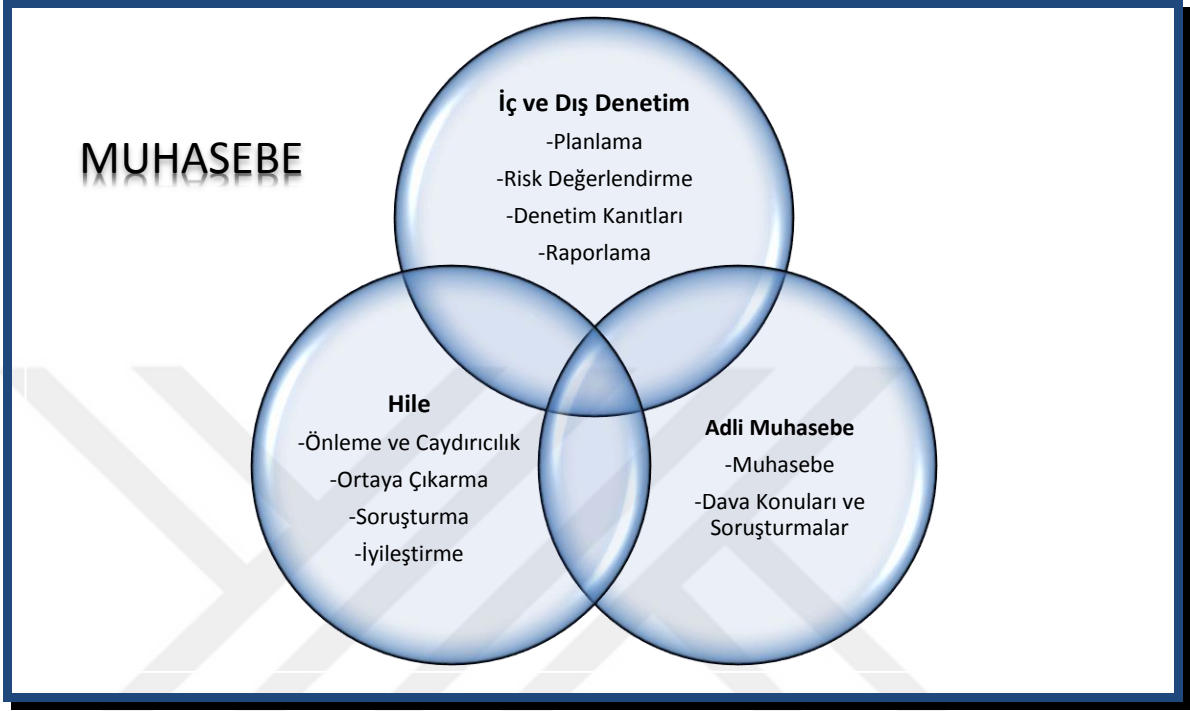 MUHASEBE
İç ve Dış Denetim
-Planlama
-Risk Değerlendirme
-Denetim Kanıtları
-Raporlama
Hile
-Önleme ve Caydırıcılık
-Ortaya Çıkarma
-Soruşturma
-İyileştirme
Adli Muhasebe
-Muhasebe
-Dava Konuları ve
Soruşturmalar